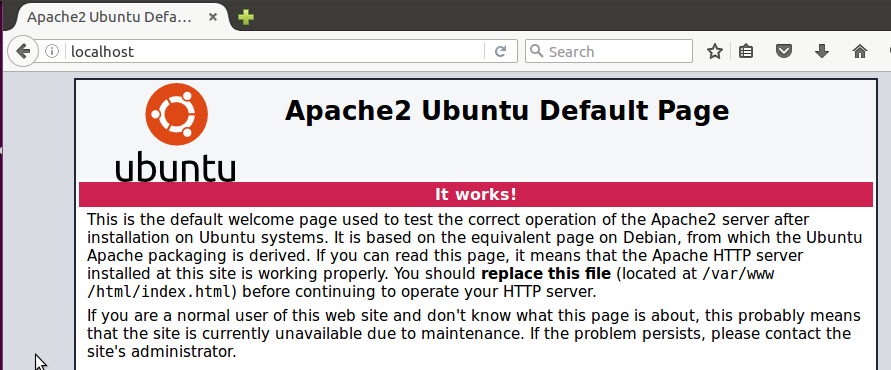 Apache2 Ubuntu Defa...
localhost
Search
ubuntu
Apache2 Ubuntu Default Page
It works!
This is the default welcome page used to test the correct operation of the Apache2 server after
installation on Ubuntu systems. It is based on the equivalent page on Debian, from which the Ubuntu
Apache packaging is derived. If you can read this page, it means that the Apache HTTP server
installed at this site is working properly. You should replace this file (located at /var/www
/html/index.html) before continuing to operate your HTTP server.
If you are a normal user of this web site and don't know what this page is about, this probably means
that the site is currently unavailable due to maintenance. If the problem persists, please contact the
site's administrator.